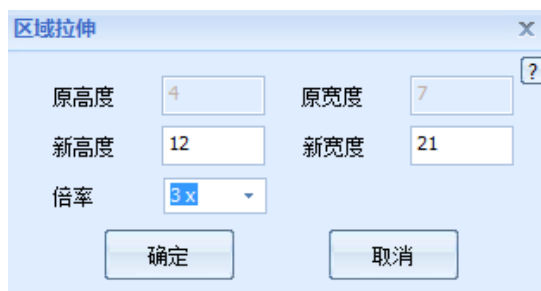 区域拉伸 x
?
原高度 4 原宽度 7
新高度 12 新宽度 21
倍率 3 x
确定 取消